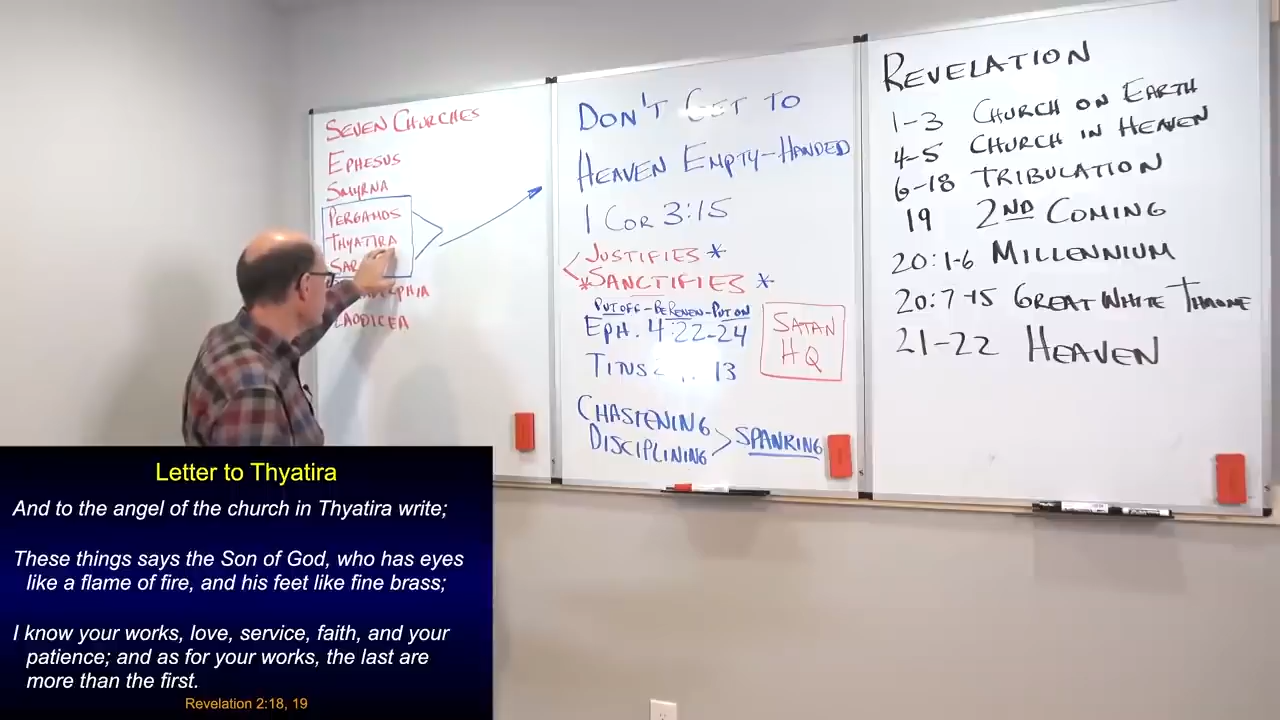 SEVEN CHURCHES
EPHESUS
SMYRNA
PERGAMOS
THYATIRA
SAR
PHIA
LAODICEA
DON'T GET TO
HEAVEN EMPTY-HANDED
1 COR 3:15
JUSTIFIES *
*SANCTIFIES *
PUT OFF-BE RENEW-PUT ON
EPH. 4:22-24
13
SATAN
HQ
CHASTENING
DISCIPLINING > SPANKING
REVELATION
1-3 CHURCH ON EARTH
4-5 CHURCH IN HEAVEN
6-18 TRIBULATION
19 2ND COMING
20:1-6 MILLENNIUM
20:7-15 GREAT WHITE THRONE
21-22 HEAVEN
Letter to Thyatira
And to the angel of the church in Thyatira write;
These things says the Son of God, who has eyes
like a flame of fire, and his feet like fine brass;
I know your works, love, service, faith, and your
patience; and as for your works, the last are
more than the first.
Revelation 2:18, 19